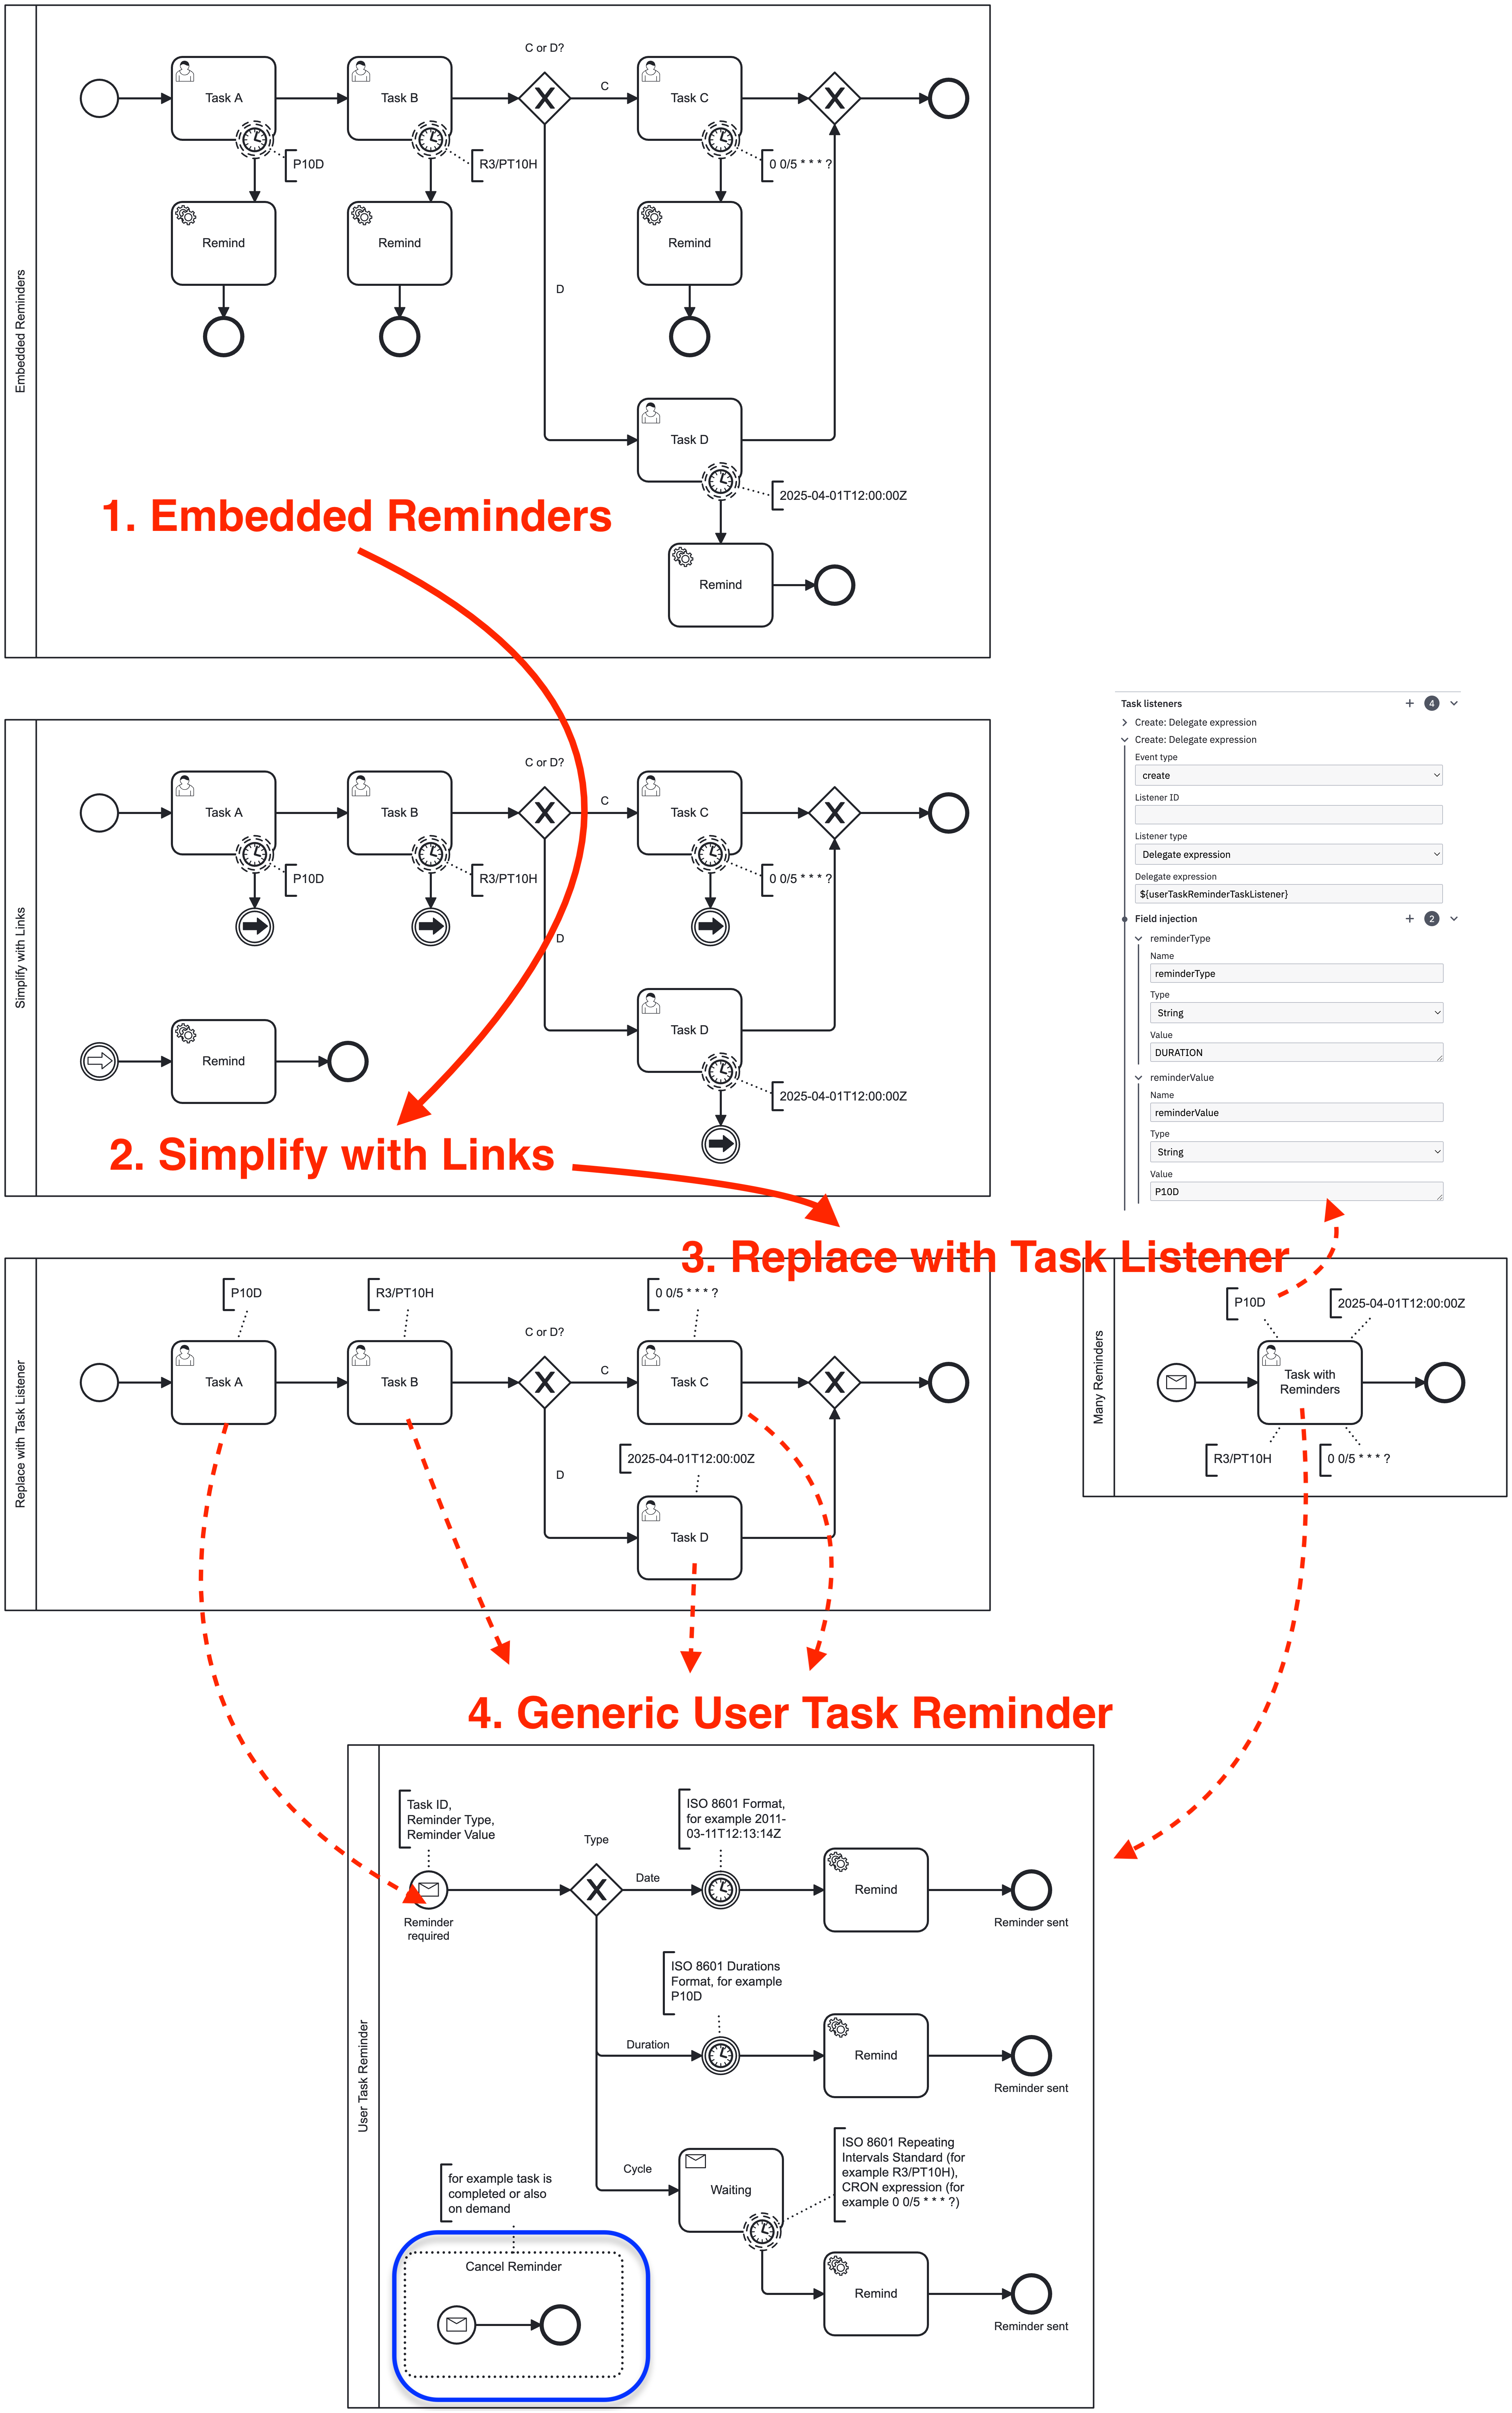 Embedded Reminders
C or D?
Task A
Task B
C
Task C
P10D
R3/PT10H
0 0/5 * * * ?
Remind
Remind
Remind
D
Task D
2025-04-01T12:00:00Z
1. Embedded Reminders
Remind
Simplify with Links
C or D?
Task A
Task B
C
Task C
P10D
R3/PT10H
0 0/5 * * * ?
D
Task D
Remind
2025-04-01T12:00:00Z
2. Simplify with Links
Task listeners
4
Create: Delegate expression
Create: Delegate expression
Event type
create
Listener ID
Listener type
Delegate expression
Delegate expression
${userTaskReminderTaskListener}
Field injection
2
reminderType
Name
reminderType
Type
String
Value
DURATION
reminderValue
Name
reminderValue
Type
String
Value
P10D
3. Replace with Task Listener
Replace with Task Listener
P10D
R3/PT10H
0 0/5 * * * ?
C or D?
Task A
Task B
C
Task C
2025-04-01T12:00:00Z
D
Task D
Many Reminders
P10D
2025-04-01T12:00:00Z
Task with
Reminders
R3/PT10H
0 0/5 * * * ?
4. Generic User Task Reminder
User Task Reminder
Task ID,
Reminder Type,
Reminder Value
Type
ISO 8601 Format,
for example 2011-
03-11T12:13:14Z
Date
Remind
Reminder
required
Reminder sent
ISO 8601 Durations
Format, for example
P10D
Duration
Remind
Reminder sent
Cycle
Waiting
ISO 8601 Repeating
Intervals Standard (for
example R3/PT10H),
CRON expression (for
example 0 0/5 * * * ?)
for example task is
completed or also
on demand
Cancel Reminder
Remind
Reminder sent